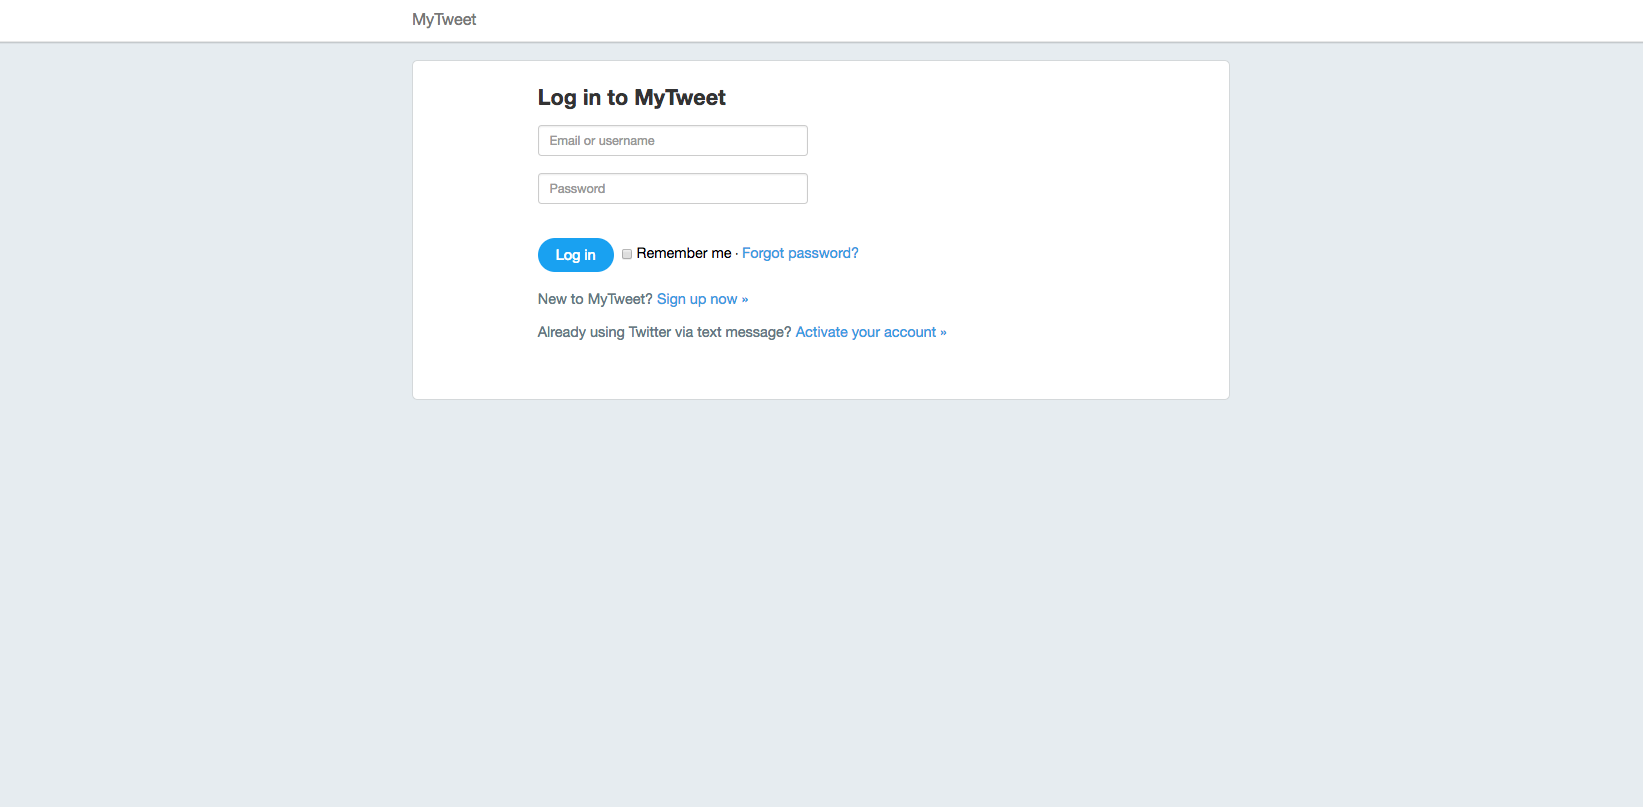 MyTweet
Log in to MyTweet
Email or username
Password
Log in Remember me · Forgot password?
New to MyTweet? Sign up now »
Already using Twitter via text message? Activate your account »